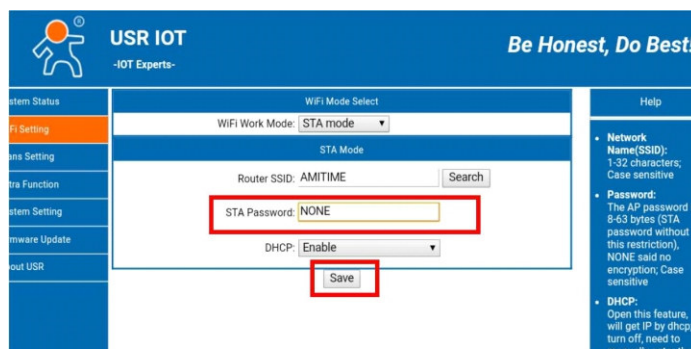 ®
USR IOT
-IOT Experts-
Be Honest, Do Best!
stem Status
Fi Setting
ans Setting
tra Function
stem Setting
mware Update
out USR
WiFi Mode Select
WiFi Work Mode: STA mode
STA Mode
Router SSID: AMITIME Search
STA Password: NONE
DHCP: Enable
Save
Help
• Network
Name(SSID):
1-32 characters;
Case sensitive
• Password:
The AP password
8-63 bytes (STA
password without
this restriction),
NONE said no
encryption; Case
sensitive
• DHCP:
Open this feature,
will get IP by dhcp,
turn off, need to